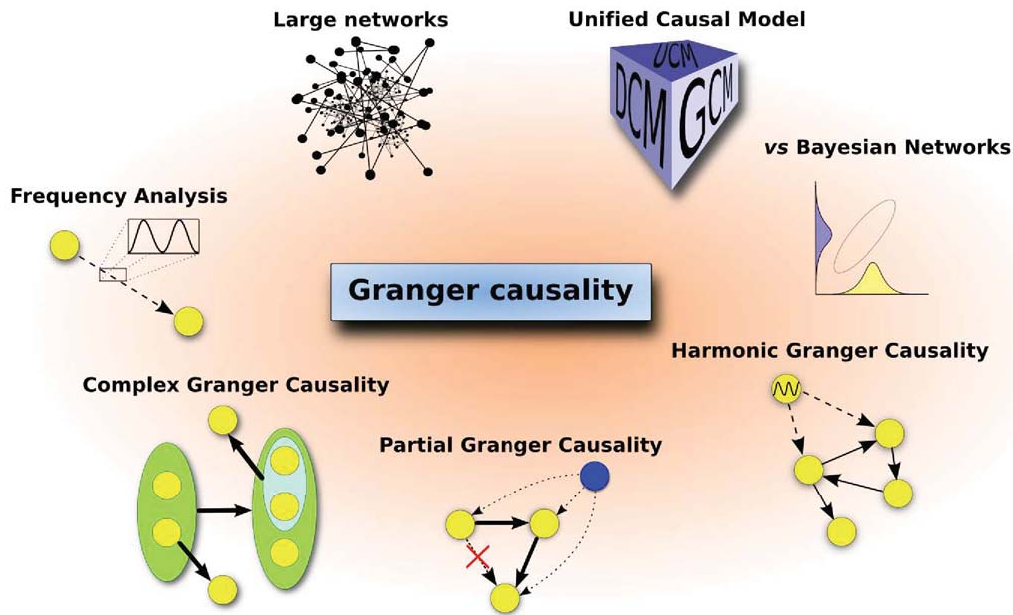 Large networks
Unified Causal Model
UCM
DCM
GCM
vs Bayesian Networks
Frequency Analysis
Granger causality
Harmonic Granger Causality
Complex Granger Causality
Partial Granger Causality